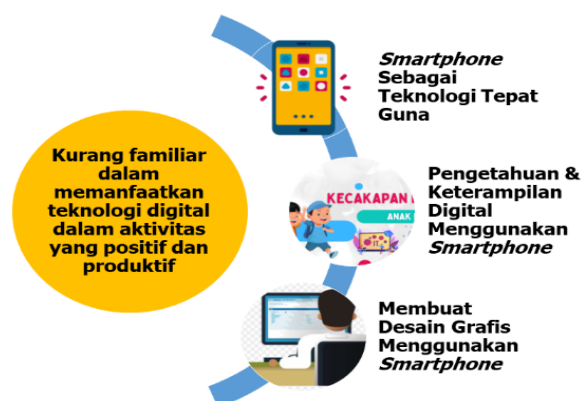 Kurang familiar
dalam
memanfaatkan
teknologi digital
dalam aktivitas
yang positif dan
produktif
Smartphone
Sebagai
Teknologi Tepat
Guna
KECAKAPAN
ANAK
Pengetahuan &
Keterampilan
Digital
Menggunakan
Smartphone
Membuat
Desain Grafis
Menggunakan
Smartphone